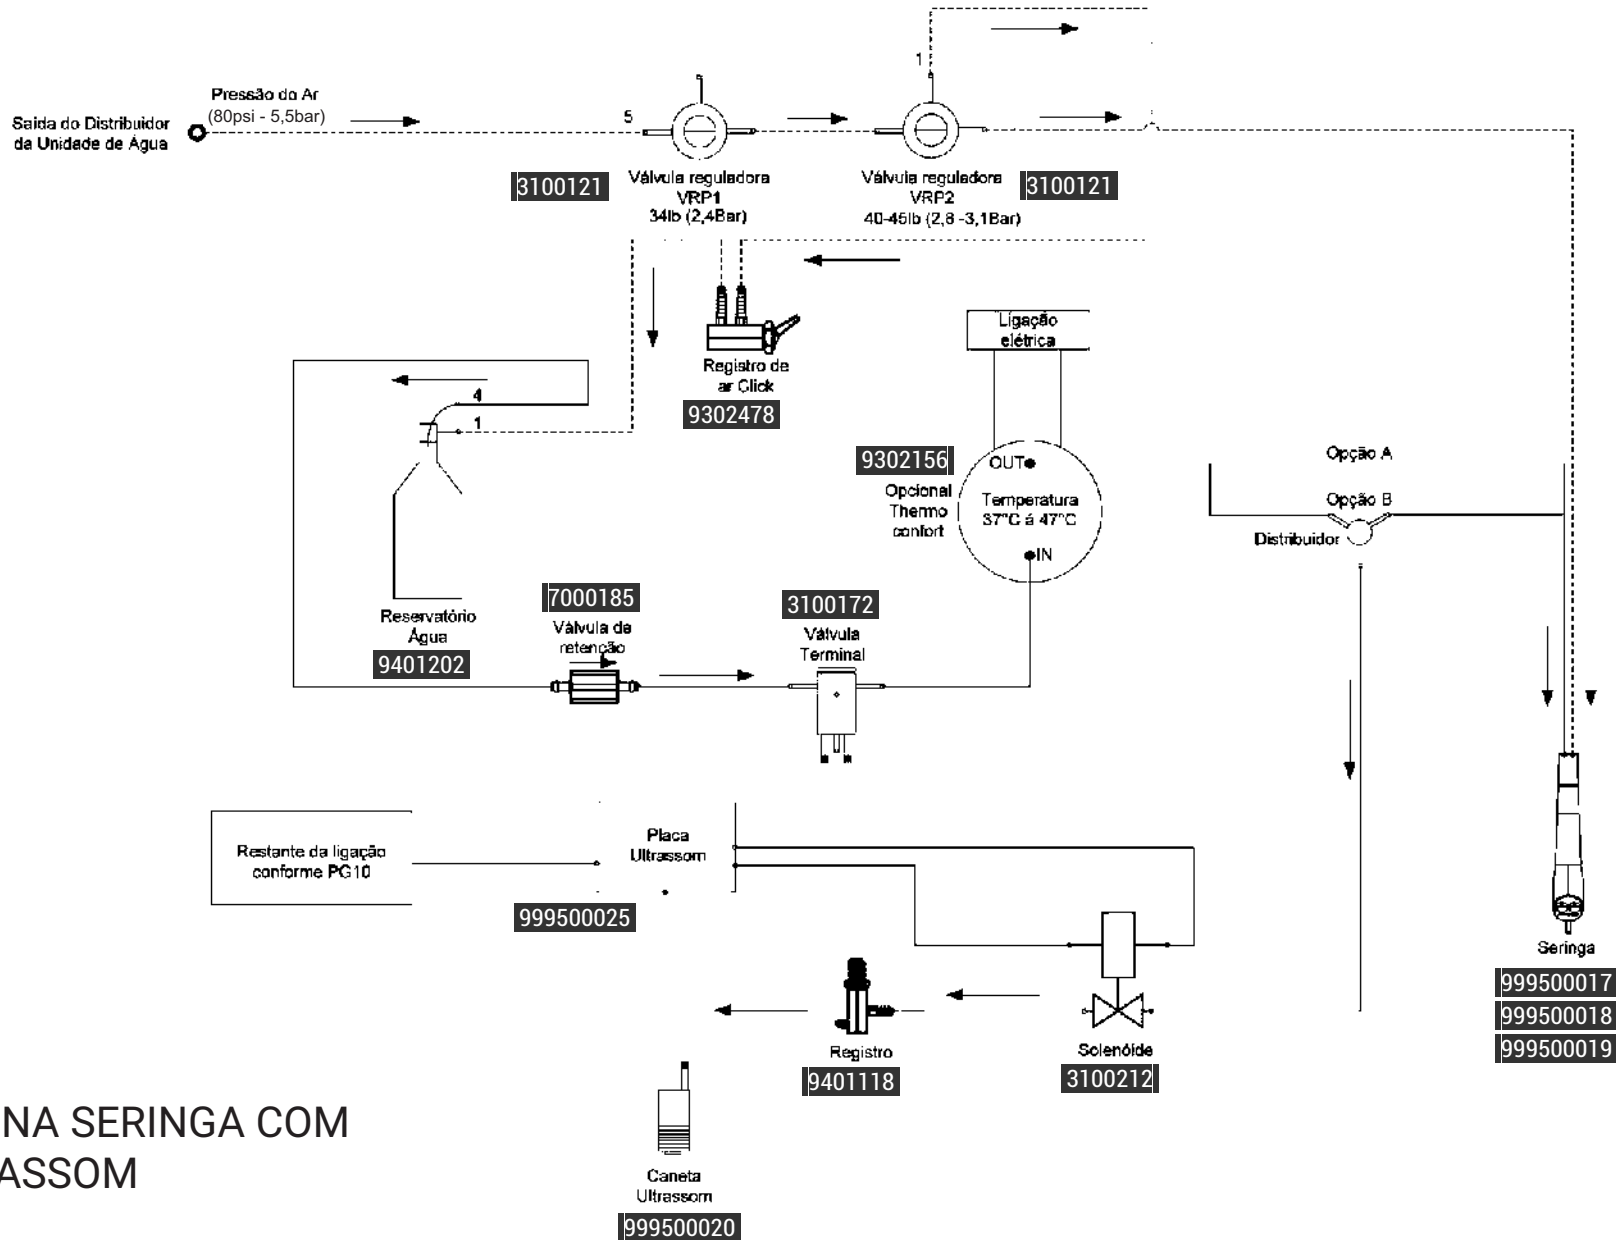 1
Pressão do Ar
(80psi - 5,5bar)
Saída do Distribuidor
da Unidade de Água
5
3100121
Válvula reguladora
VRP1
34lb (2,4Bar)
Válvula reguladora
VRP2
40-45lb (2,8 -3,1Bar)
3100121
Registro de
ar Click
9302478
Ligação
elétrica
4
1
9302156
Opcional
Thermo
confort
OUT
Temperatura
37°C á 47°C
IN
Opção A
Opção B
Distribuidor
Reservatório
Água
9401202
7000185
Válvula de
retenção
3100172
Válvula
Terminal
Restante da ligação
conforme PG10
Placa
Ultrassom
999500025
Seringa
999500017
999500018
999500019
Registro
9401118
Solenóide
3100212
NA SERINGA COM
ASSOM
Caneta
Ultrassom
999500020